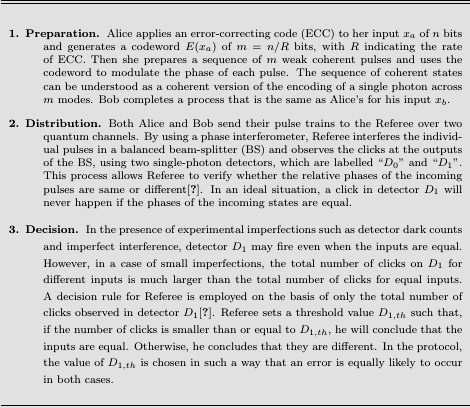 1. Preparation. Alice applies an error-correcting code (ECC) to her input x_a of n bits
and generates a codeword E(x_a) of m = n/R bits, with R indicating the rate
of ECC. Then she prepares a sequence of m weak coherent pulses and uses the
codeword to modulate the phase of each pulse. The sequence of coherent states
can be understood as a coherent version of the encoding of a single photon across
m modes. Bob completes a process that is the same as Alice's for his input x_b.
2. Distribution. Both Alice and Bob send their pulse trains to the Referee over two
quantum channels. By using a phase interferometer, Referee interferes the individ-
ual pulses in a balanced beam-splitter (BS) and observes the clicks at the outputs
of the BS, using two single-photon detectors, which are labelled “D_0” and “D_1”.
This process allows Referee to verify whether the relative phases of the incoming
pulses are same or different[?]. In an ideal situation, a click in detector D_1 will
never happen if the phases of the incoming states are equal.
3. Decision. In the presence of experimental imperfections such as detector dark counts
and imperfect interference, detector D_1 may fire even when the inputs are equal.
However, in a case of small imperfections, the total number of clicks on D_1 for
different inputs is much larger than the total number of clicks for equal inputs.
A decision rule for Referee is employed on the basis of only the total number of
clicks observed in detector D_1[?]. Referee sets a threshold value D_{1,th} such that,
if the number of clicks is smaller than or equal to D_{1,th}, he will conclude that the
inputs are equal. Otherwise, he concludes that they are different. In the protocol,
the value of D_{1,th} is chosen in such a way that an error is equally likely to occur
in both cases.